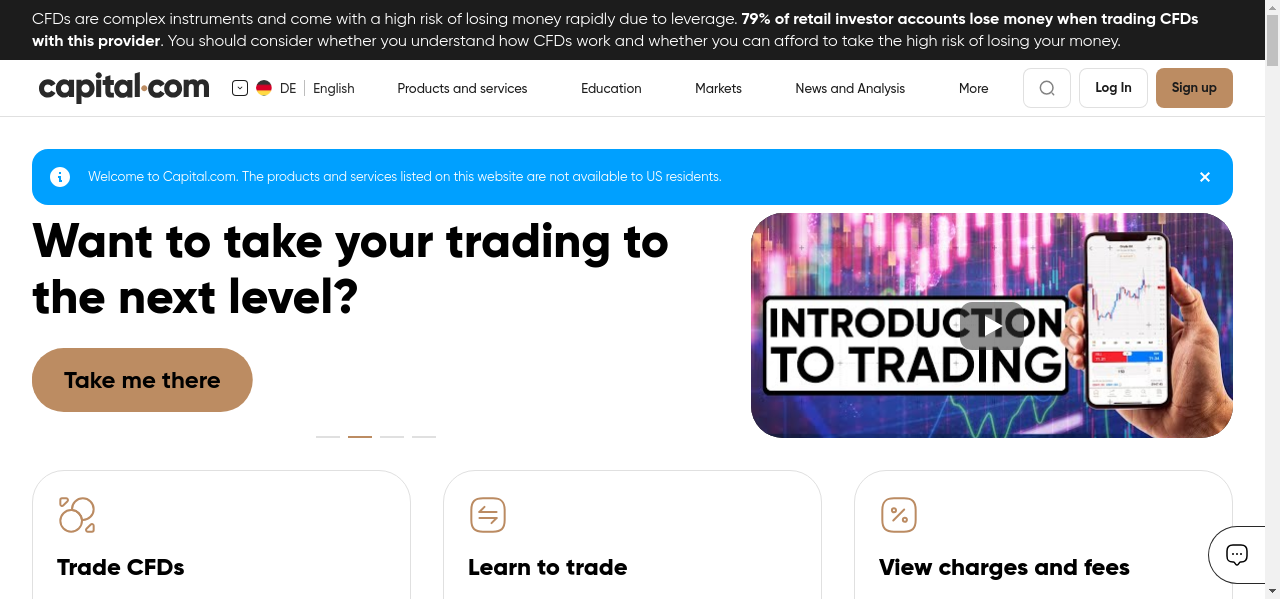 CFDs are complex instruments and come with a high risk of losing money rapidly due to leverage. 79% of retail investor accounts lose money when trading CFDs
with this provider. You should consider whether you understand how CFDs work and whether you can afford to take the high risk of losing your money.
capital.com
DE English
Products and services
Education
Markets
News and Analysis
More
Log In
Sign up
Welcome to Capital.com. The products and services listed on this website are not available to US residents.
Want to take your trading to
the next level?
Take me there
INTRODUCTION
TO TRADING
Trade CFDs
Learn to trade
View charges and fees